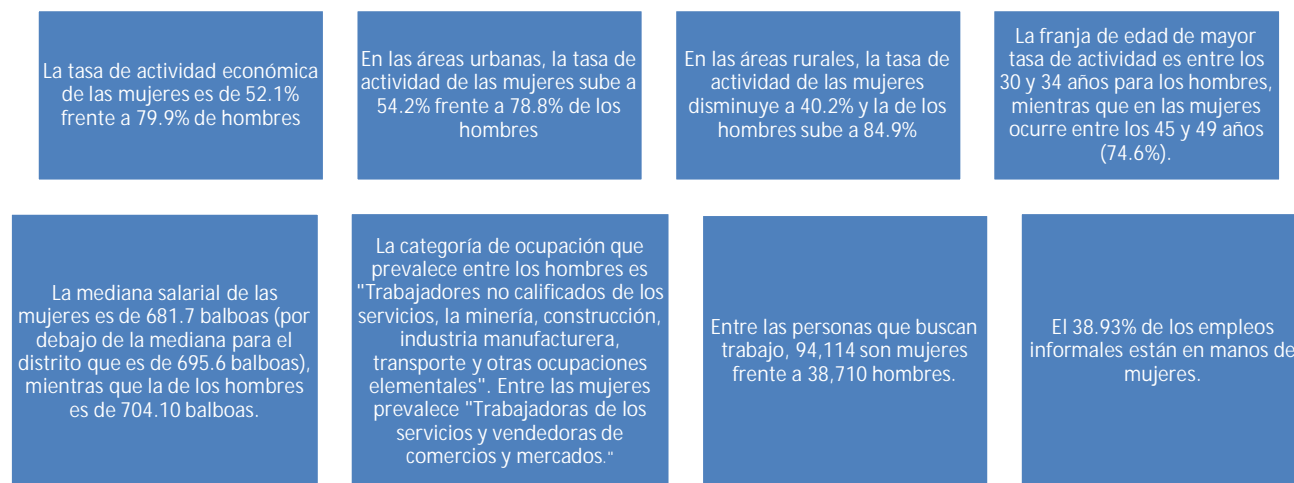 La tasa de actividad económica
de las mujeres es de 52.1%
frente a 79.9% de hombres
En las áreas urbanas, la tasa de
actividad de las mujeres sube a
54.2% frente a 78.8% de los
hombres
En las áreas rurales, la tasa de
actividad de las mujeres
disminuye a 40.2% y la de los
hombres sube a 84.9%
La franja de edad de mayor
tasa de actividad es entre los
30 y 34 años para los hombres,
mientras que en las mujeres
ocurre entre los 45 y 49 años
(74.6%).
La mediana salarial de las
mujeres es de 681.7 balboas (por
debajo de la mediana para el
distrito que es de 695.6 balboas),
mientras que la de los hombres
es de 704.10 balboas.
La categoría de ocupación que
prevalece entre los hombres es
"Trabajadores no calificados de los
servicios, la minería, construcción,
industria manufacturera,
transporte y otras ocupaciones
elementales". Entre las mujeres
prevalece "Trabajadoras de los
servicios y vendedoras de
comercios y mercados."
Entre las personas que buscan
trabajo, 94,114 son mujeres
frente a 38,710 hombres.
El 38.93% de los empleos
informales están en manos de
mujeres.